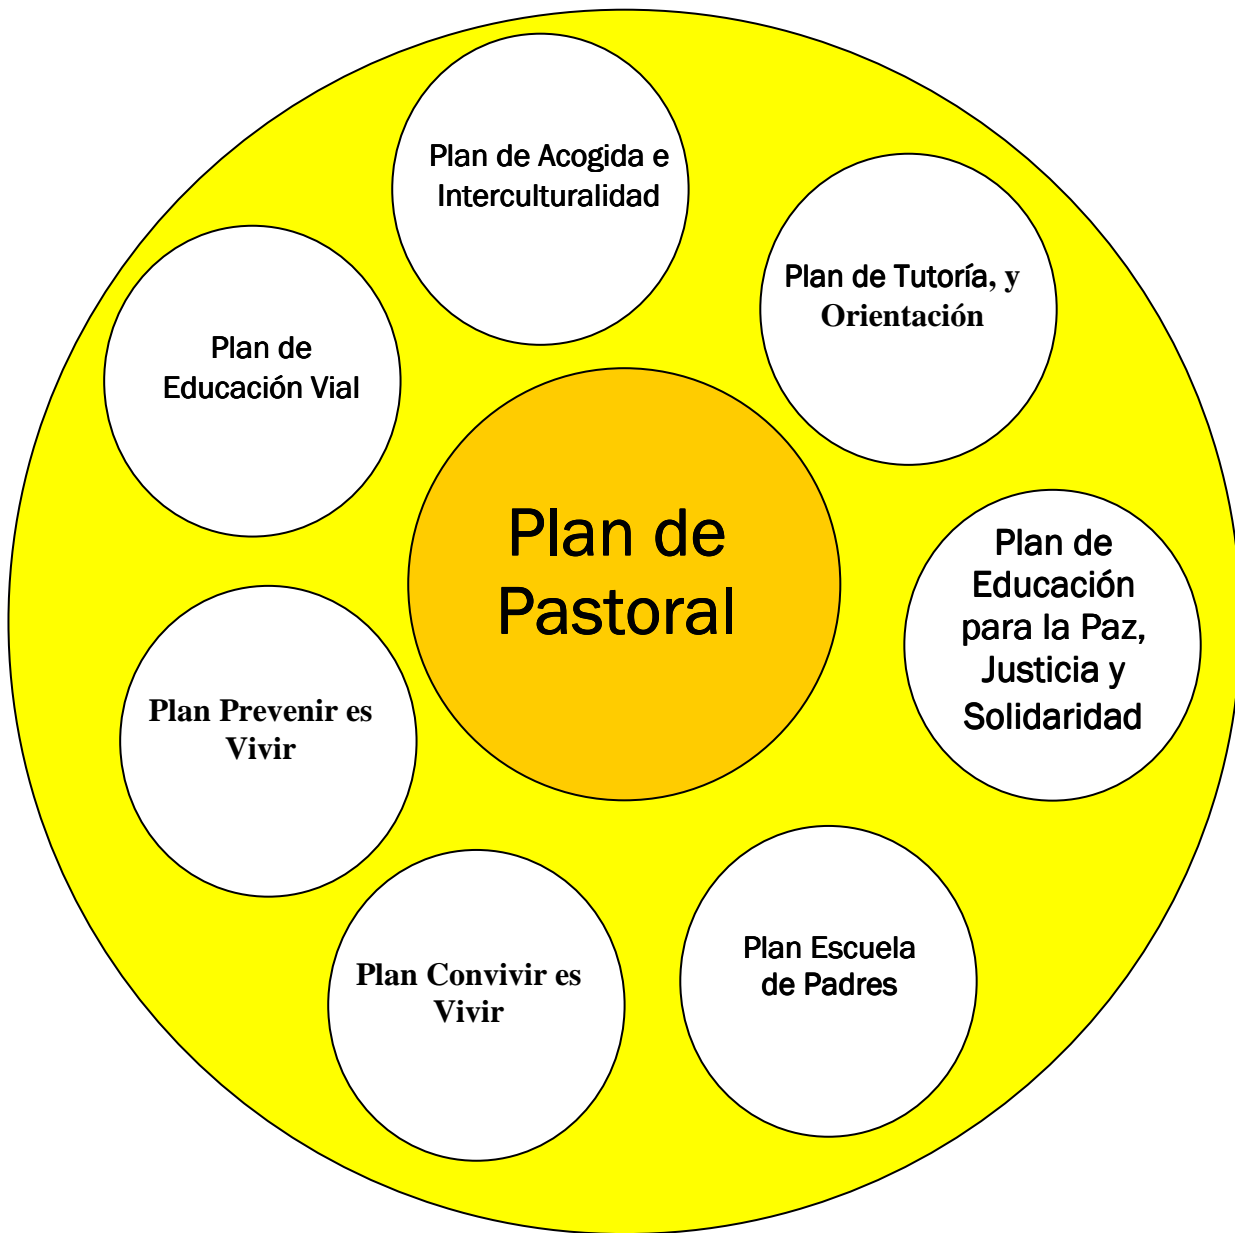 Plan de Acogida e
Interculturalidad
Plan de Tutoría, y
Orientación
Plan de
Educación Vial
Plan de
Pastoral
Plan de
Educación
para la Paz,
Justicia y
Solidaridad
Plan Prevenir es
Vivir
Plan Convivir es
Vivir
Plan Escuela
de Padres